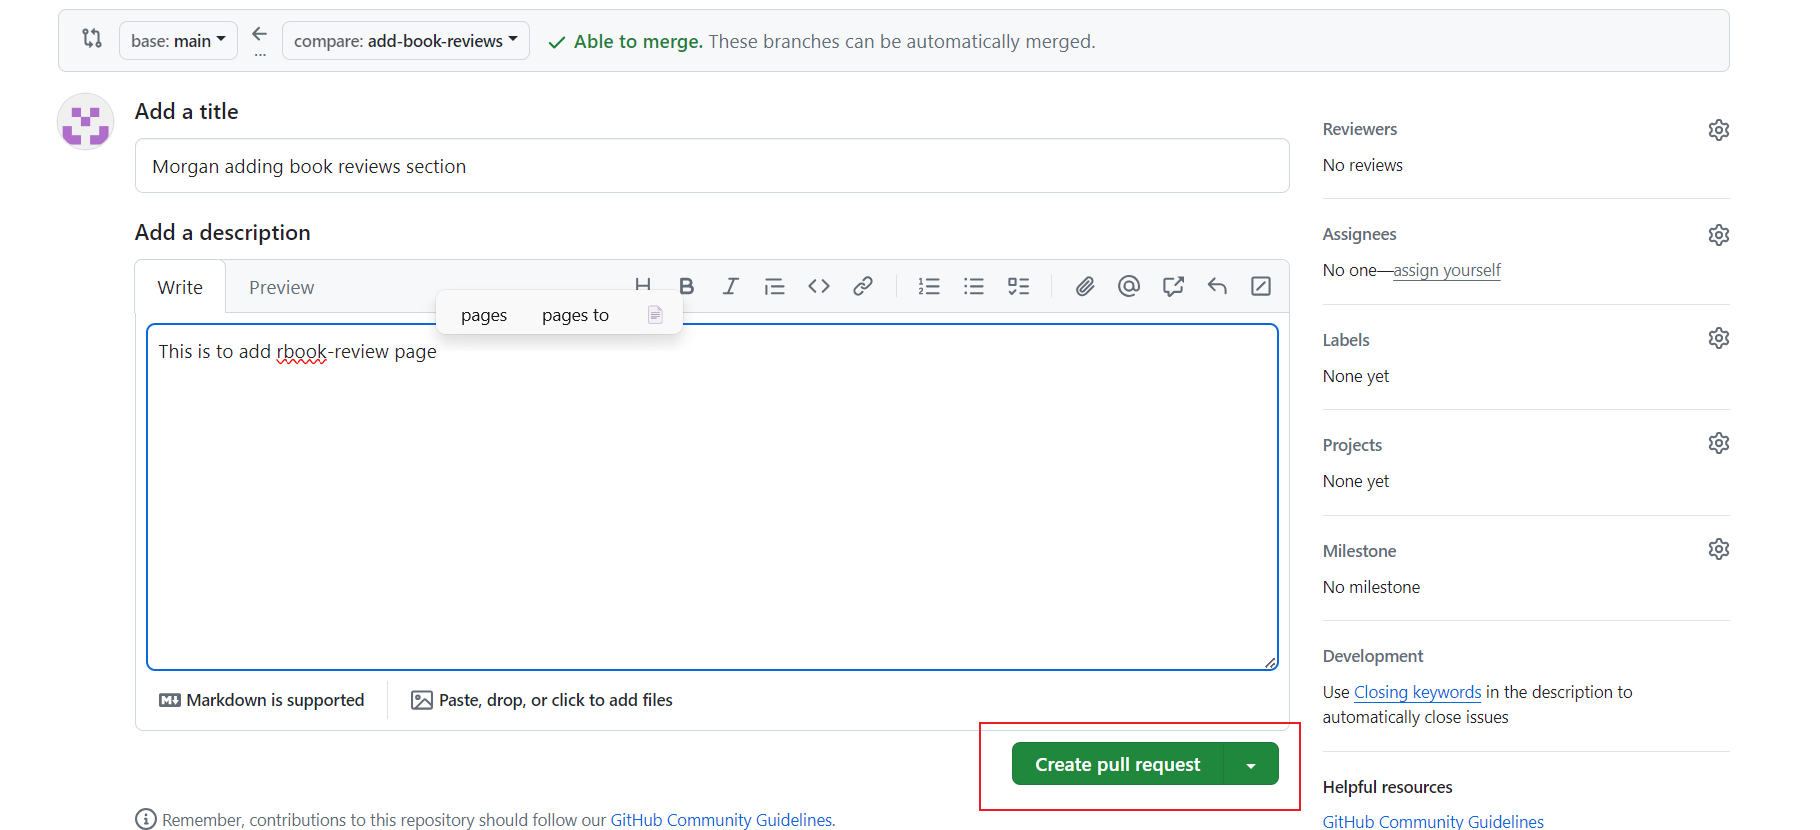 base: main
...
compare: add-book-reviews
Able to merge. These branches can be automatically merged.
Add a title
Morgan adding book reviews section
Add a description
Write
Preview
H B I
pages
pages to
This is to add rbook-review page
Markdown is supported
Paste, drop, or click to add files
Create pull request
Remember, contributions to this repository should follow our GitHub Community Guidelines.
Reviewers
No reviews
Assignees
No one—assign yourself
Labels
None yet
Projects
None yet
Milestone
No milestone
Development
Use Closing keywords in the description to
automatically close issues
Helpful resources
GitHub Community Guidelines